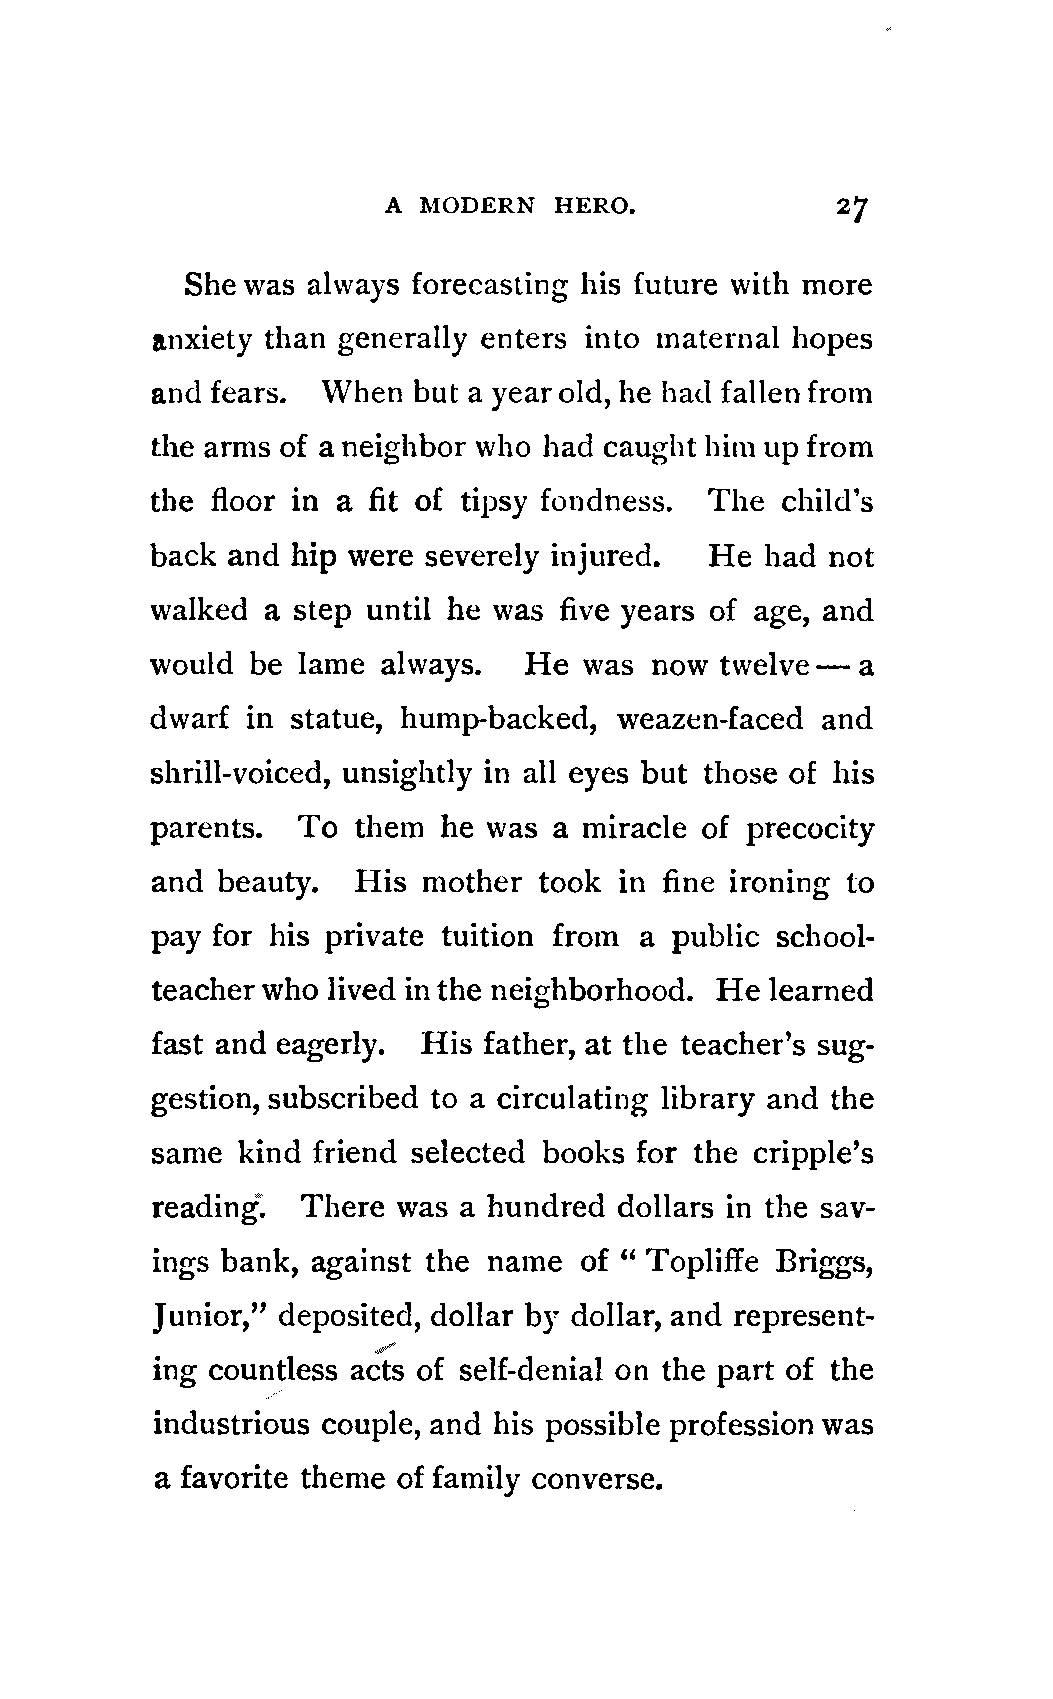 A MODERN HERO. 27
She was always forecasting his future with more
anxiety than generally enters into maternal hopes
and fears. When but a year old, he had fallen from
the arms of a neighbor who had caught him up from
the floor in a fit of tipsy fondness. The child's
back and hip were severely injured. He had not
walked a step until he was five years of age, and
would be lame always. He was now twelve — a
dwarf in statue, hump-backed, weazen-faced and
shrill-voiced, unsightly in all eyes but those of his
parents. To them he was a miracle of precocity
and beauty. His mother took in fine ironing to
pay for his private tuition from a public school-
teacher who lived in the neighborhood. He learned
fast and eagerly. His father, at the teacher's sug-
gestion, subscribed to a circulating library and the
same kind friend selected books for the cripple's
reading. There was a hundred dollars in the sav-
ings bank, against the name of “ Topliffe Briggs,
Junior,” deposited, dollar by dollar, and represent-
ing countless acts of self-denial on the part of the
industrious couple, and his possible profession was
a favorite theme of family converse.